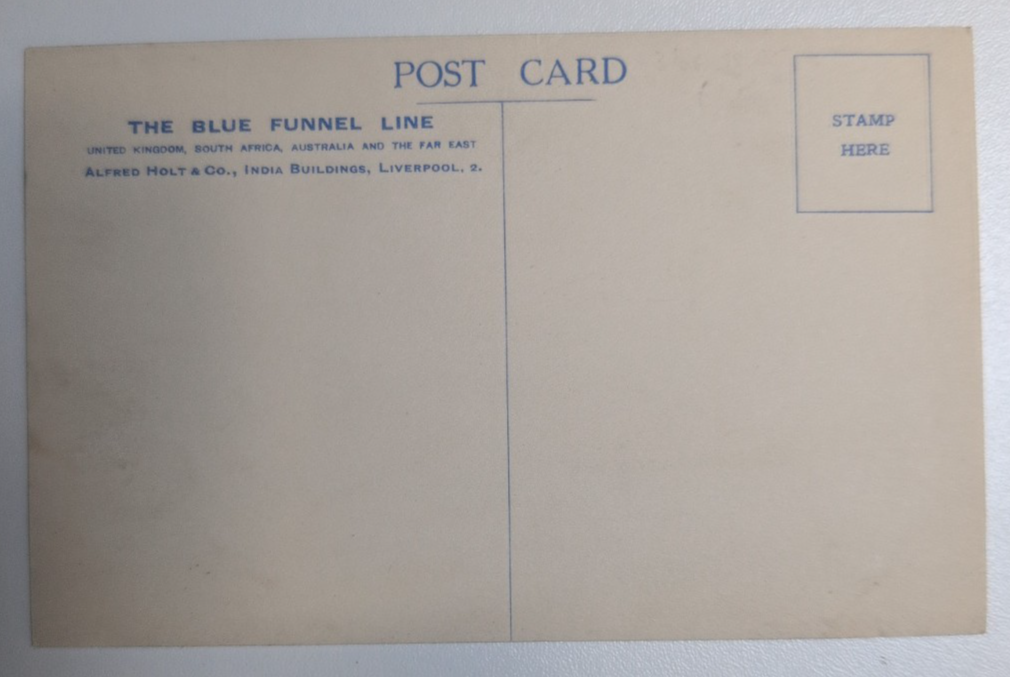 POST CARD
THE BLUE FUNNEL LINE
UNITED KINGDOM, SOUTH AFRICA, AUSTRALIA AND THE FAR EAST
ALFRED HOLT & CO., INDIA BUILDINGS, LIVERPOOL, 2.
STAMP
HERE